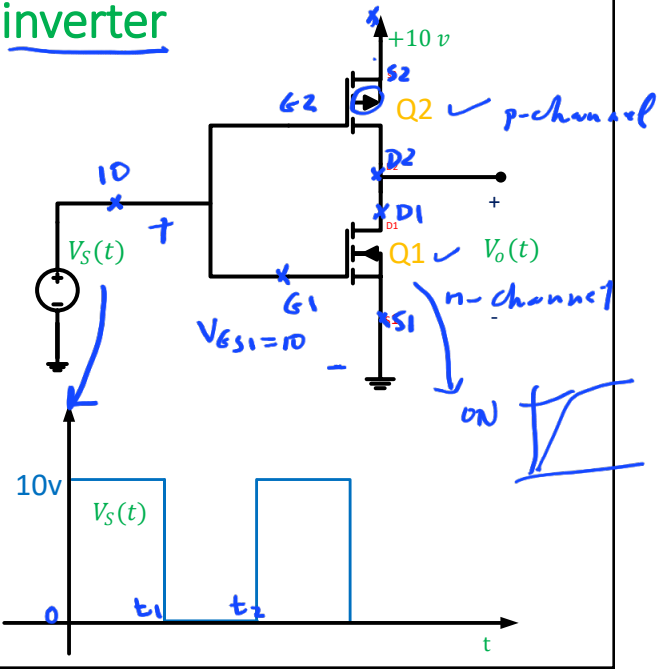 inverter
+10 v
S2
G2
Q2
p-channel
D2
10
+
D1
D1
+
V_S(t)
Q1
V_o(t)
G1
n-channel
S1
-
V_GS1=10
-
ON
10v
V_S(t)
t1
t2
0
t